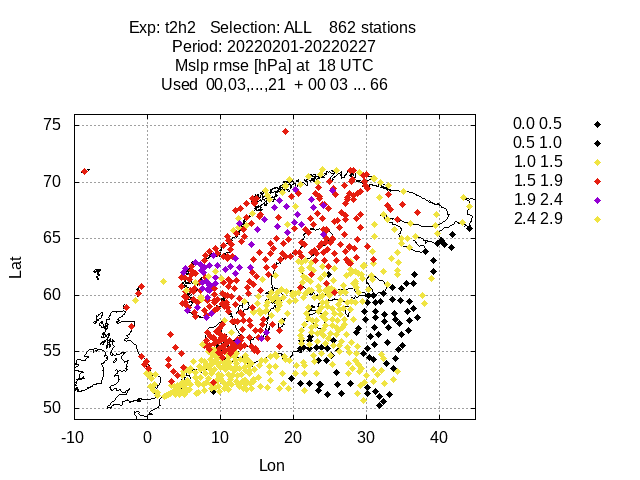 Exp: t2h2   Selection: ALL    862 stations
Period: 20220201-20220227
Mslp rmse [hPa] at  18 UTC
Used  00,03,...,21  + 00 03 ... 66
0.0 0.5
0.5 1.0
1.0 1.5
1.5 1.9
1.9 2.4
2.4 2.9
75
70
65
60
55
50
Lat
-10 0 10 20 30 40
Lon